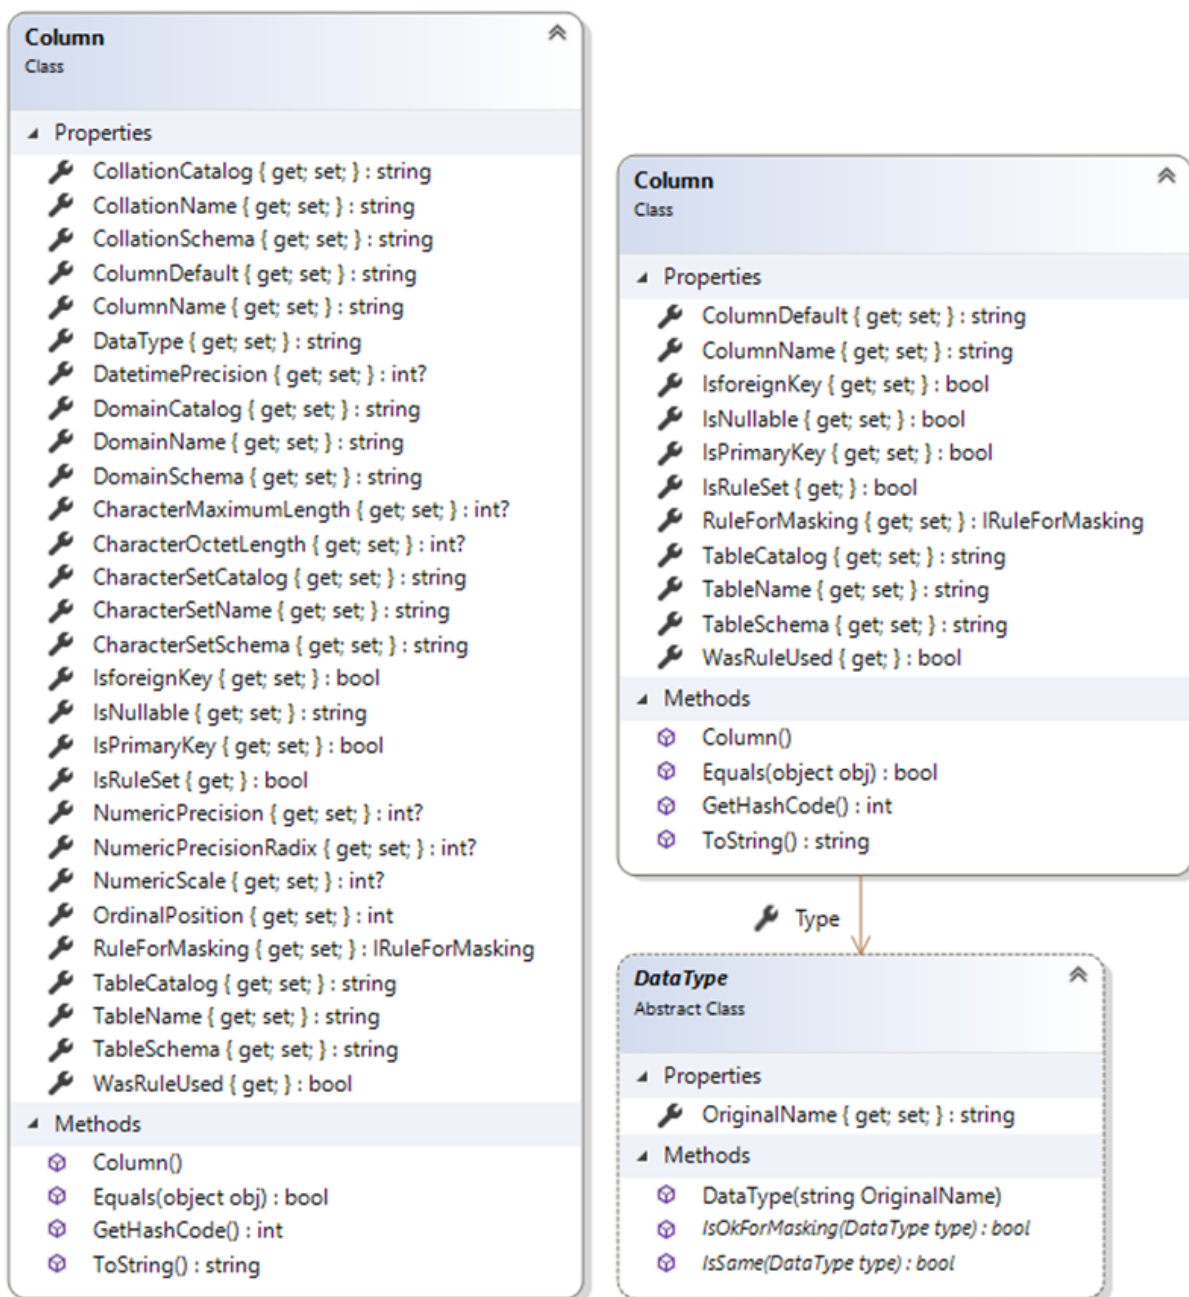 Column
Class
Properties
CollationCatalog { get; set; } : string
CollationName { get; set; } : string
CollationSchema { get; set; } : string
ColumnDefault { get; set; } : string
ColumnName { get; set; } : string
DataType { get; set; } : string
DatetimePrecision { get; set; } : int?
DomainCatalog { get; set; } : string
DomainName { get; set; } : string
DomainSchema { get; set; } : string
CharacterMaximumLength { get; set; } : int?
CharacterOctetLength { get; set; } : int?
CharacterSetCatalog { get; set; } : string
CharacterSetName { get; set; } : string
CharacterSetSchema { get; set; } : string
IsforeignKey { get; set; } : bool
IsNullable { get; set; } : string
IsPrimaryKey { get; set; } : bool
IsRuleSet { get; } : bool
NumericPrecision { get; set; } : int?
NumericPrecisionRadix { get; set; } : int?
NumericScale { get; set; } : int?
OrdinalPosition { get; set; } : int
RuleForMasking { get; set; } : IRuleForMasking
TableCatalog { get; set; } : string
TableName { get; set; } : string
TableSchema { get; set; } : string
WasRuleUsed { get; } : bool
Methods
Column()
Equals(object obj) : bool
GetHashCode() : int
ToString() : string
Column
Class
Properties
ColumnDefault { get; set; } : string
ColumnName { get; set; } : string
IsforeignKey { get; set; } : bool
IsNullable { get; set; } : bool
IsPrimaryKey { get; set; } : bool
IsRuleSet { get; } : bool
RuleForMasking { get; set; } : IRuleForMasking
TableCatalog { get; set; } : string
TableName { get; set; } : string
TableSchema { get; set; } : string
WasRuleUsed { get; } : bool
Methods
Column()
Equals(object obj) : bool
GetHashCode() : int
ToString() : string
Type
DataType
Abstract Class
Properties
OriginalName { get; set; } : string
Methods
DataType(string OriginalName)
IsOkForMasking(DataType type) : bool
IsSame(DataType type) : bool